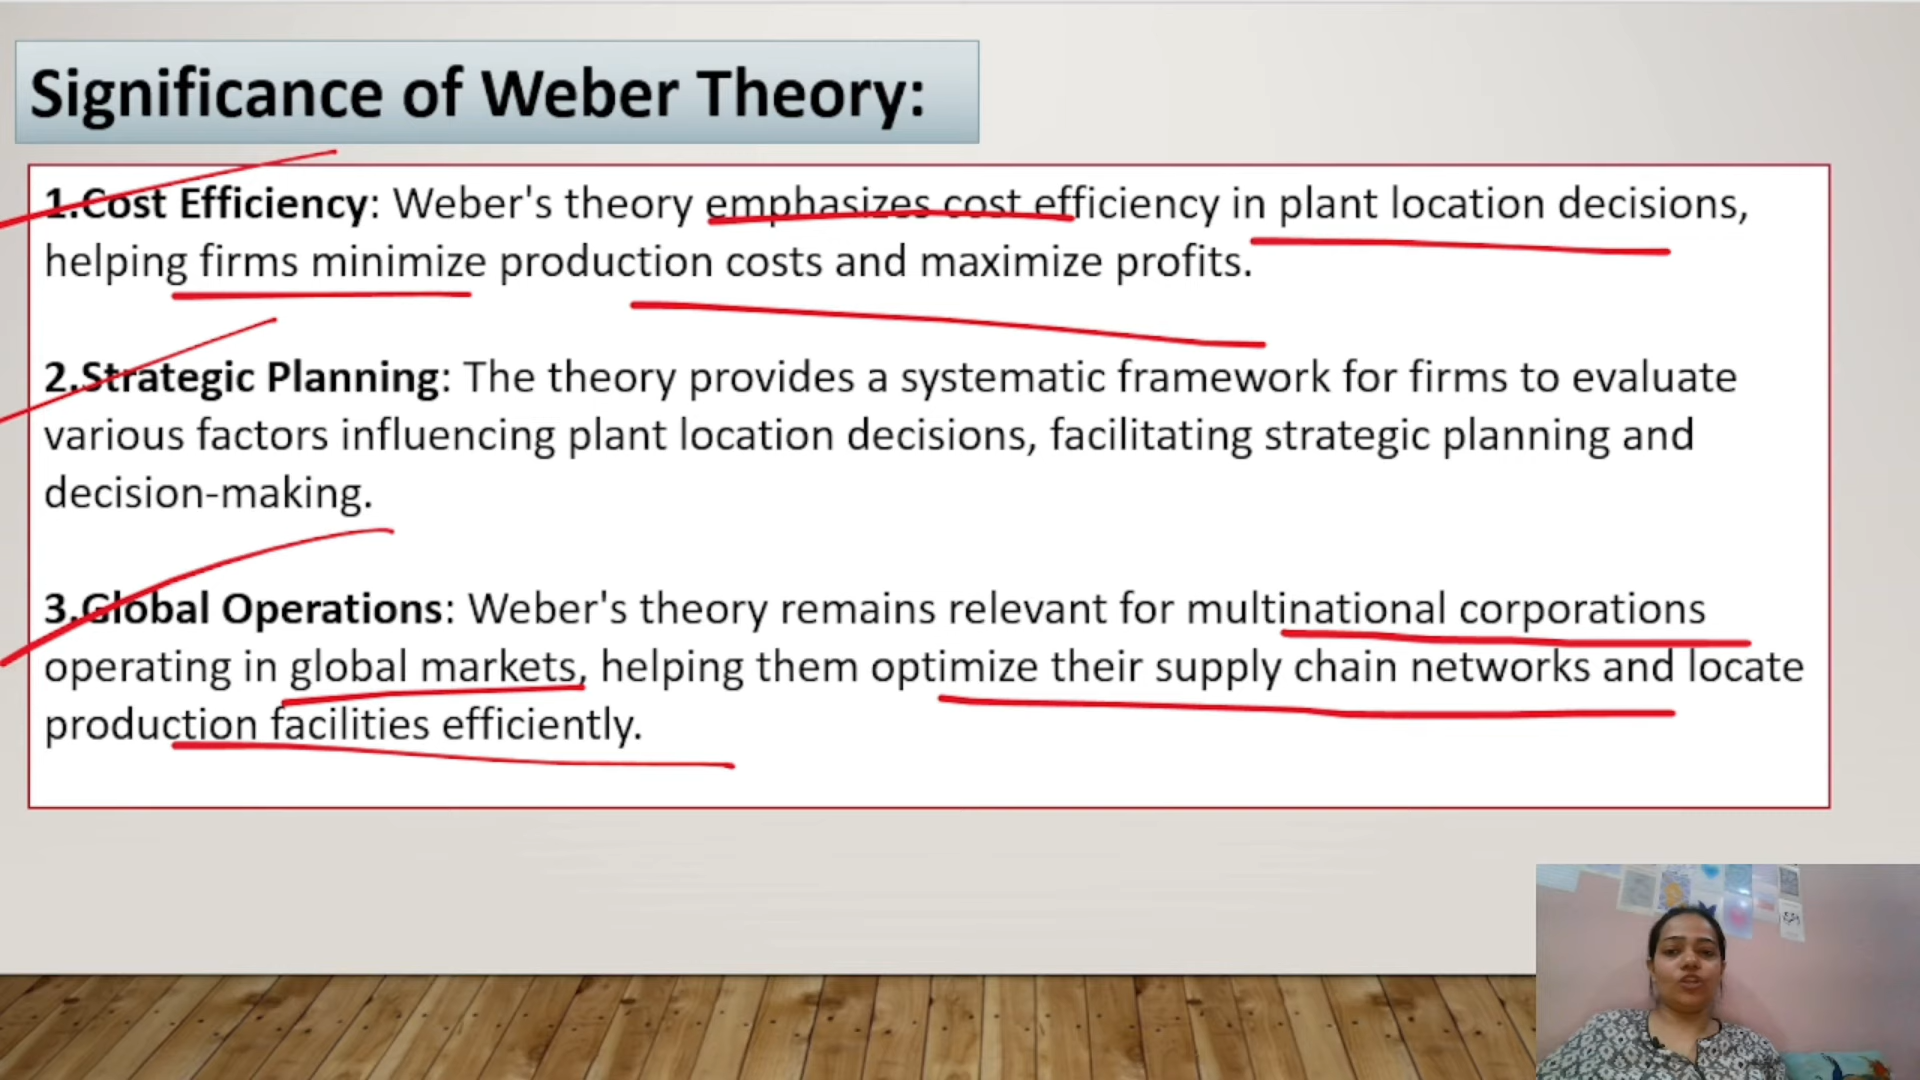 Significance of Weber Theory:
1.Cost Efficiency: Weber's theory emphasizes cost efficiency in plant location decisions,
helping firms minimize production costs and maximize profits.
2.Strategic Planning: The theory provides a systematic framework for firms to evaluate
various factors influencing plant location decisions, facilitating strategic planning and
decision-making.
3.Global Operations: Weber's theory remains relevant for multinational corporations
operating in global markets, helping them optimize their supply chain networks and locate
production facilities efficiently.